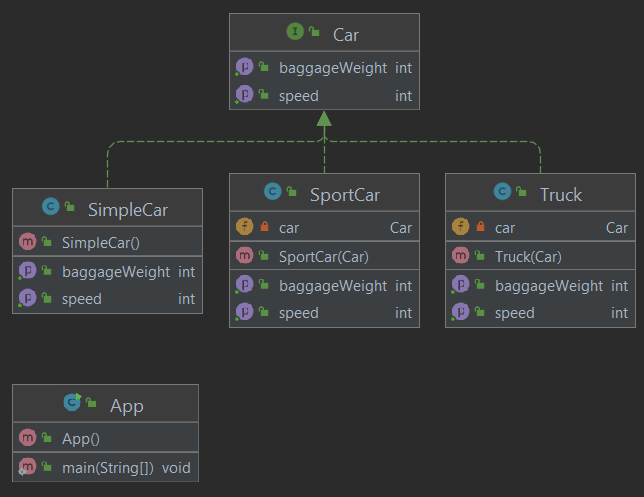 Car
baggageWeight int
speed int
SimpleCar
SimpleCar()
baggageWeight int
speed int
SportCar
car Car
SportCar(Car)
baggageWeight int
speed int
Truck
car Car
Truck(Car)
baggageWeight int
speed int
App
App()
main(String[]) void